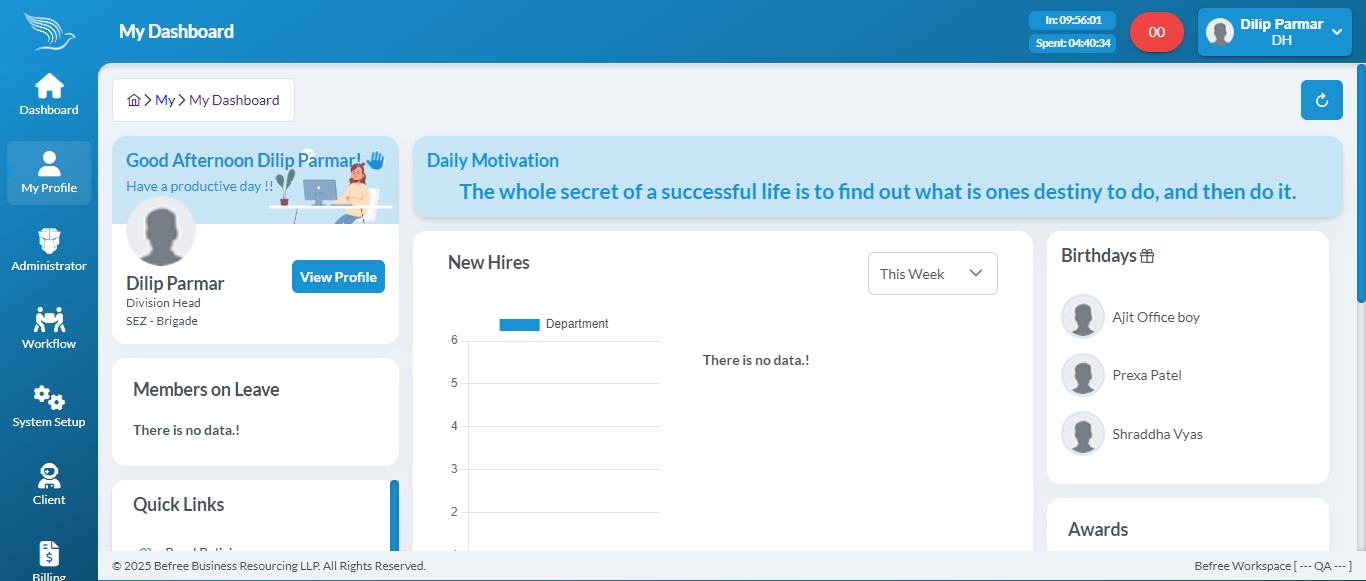 My Dashboard
In: 09:56:01
Spent: 04:40:34
00
Dilip Parmar
DH
Dashboard
My Profile
Administrator
Workflow
System Setup
Client
Billing
My My Dashboard
Good Afternoon Dilip Parmar!
Have a productive day !!
Dilip Parmar
Division Head
SEZ - Brigade
View Profile
Members on Leave
There is no data.!
Quick Links
Daily Motivation
The whole secret of a successful life is to find out what is ones destiny to do, and then do it.
New Hires
This Week
Department
6
5
4
3
2
There is no data.!
Birthdays
Ajit Office boy
Prexa Patel
Shraddha Vyas
Awards
© 2025 Befree Business Resourcing LLP. All Rights Reserved.
Befree Workspace [ --- QA --- ]